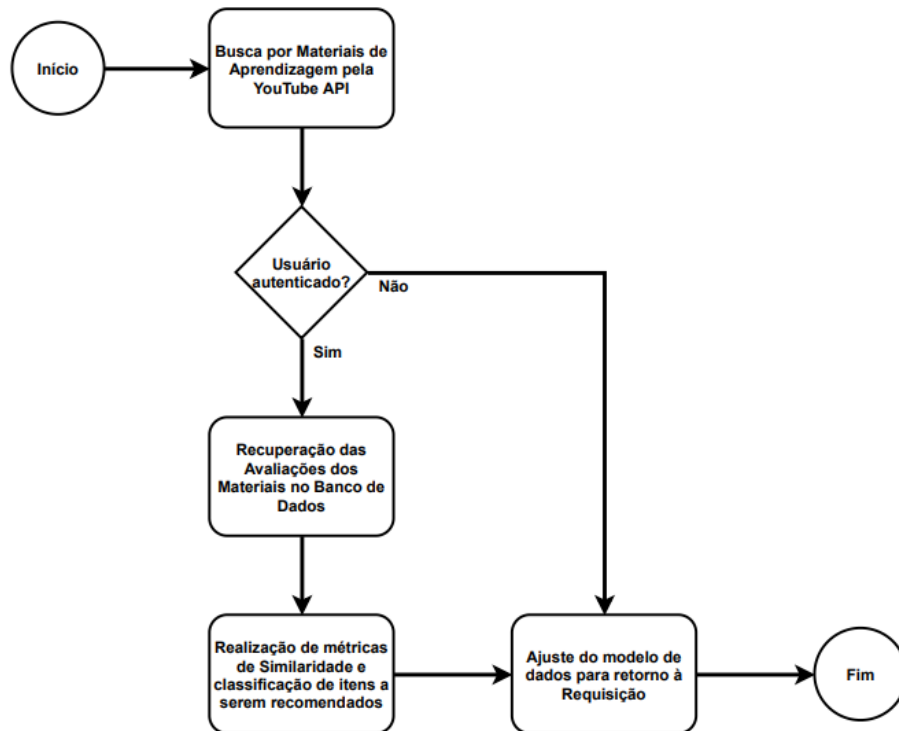 Início
Busca por Materiais de
Aprendizagem pela
YouTube API
Usuário
autenticado?
Não
Sim
Recuperação das
Avaliações dos
Materiais no Banco de
Dados
Realização de métricas
de Similaridade e
classificação de itens a
serem recomendados
Ajuste do modelo de
dados para retorno à
Requisição
Fim